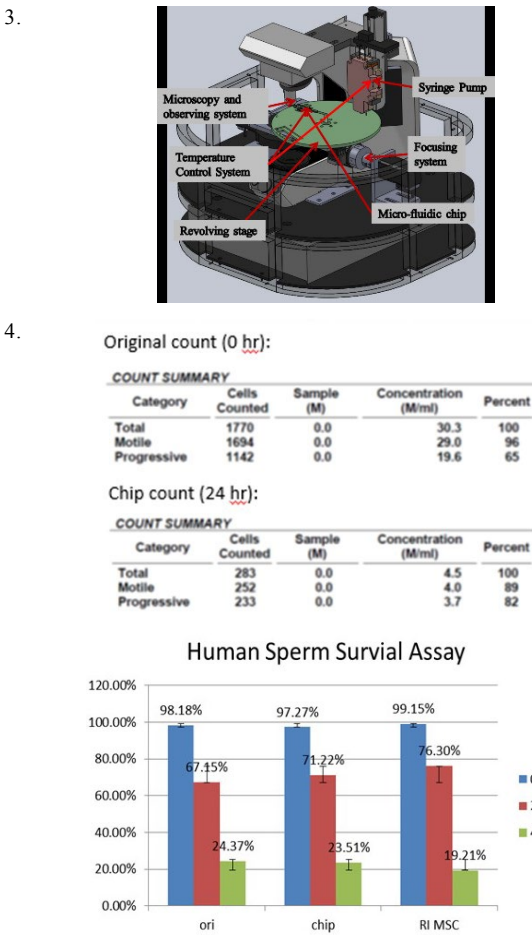 3.
Microscopy and
observing system
Syringe Pump
Temperature
Control System
Focusing
system
Micro-fluidic chip
Revolving stage
4.
Original count (0 hr):
COUNT SUMMARY
Category Cells Counted Sample (M) Concentration (M/ml) Percent
Total 1770 0.0 30.3 100
Motile 1694 0.0 29.0 96
Progressive 1142 0.0 19.6 65
Chip count (24 hr):
COUNT SUMMARY
Category Cells Counted Sample (M) Concentration (M/ml) Percent
Total 283 0.0 4.5 100
Motile 252 0.0 4.0 89
Progressive 233 0.0 3.7 82
Human Sperm Survial Assay
120.00%
100.00%
80.00%
60.00%
40.00%
20.00%
0.00%
98.18% 67.15% 24.37%
97.27% 71.22% 23.51%
99.15% 76.30% 19.21%
ori chip RI MSC